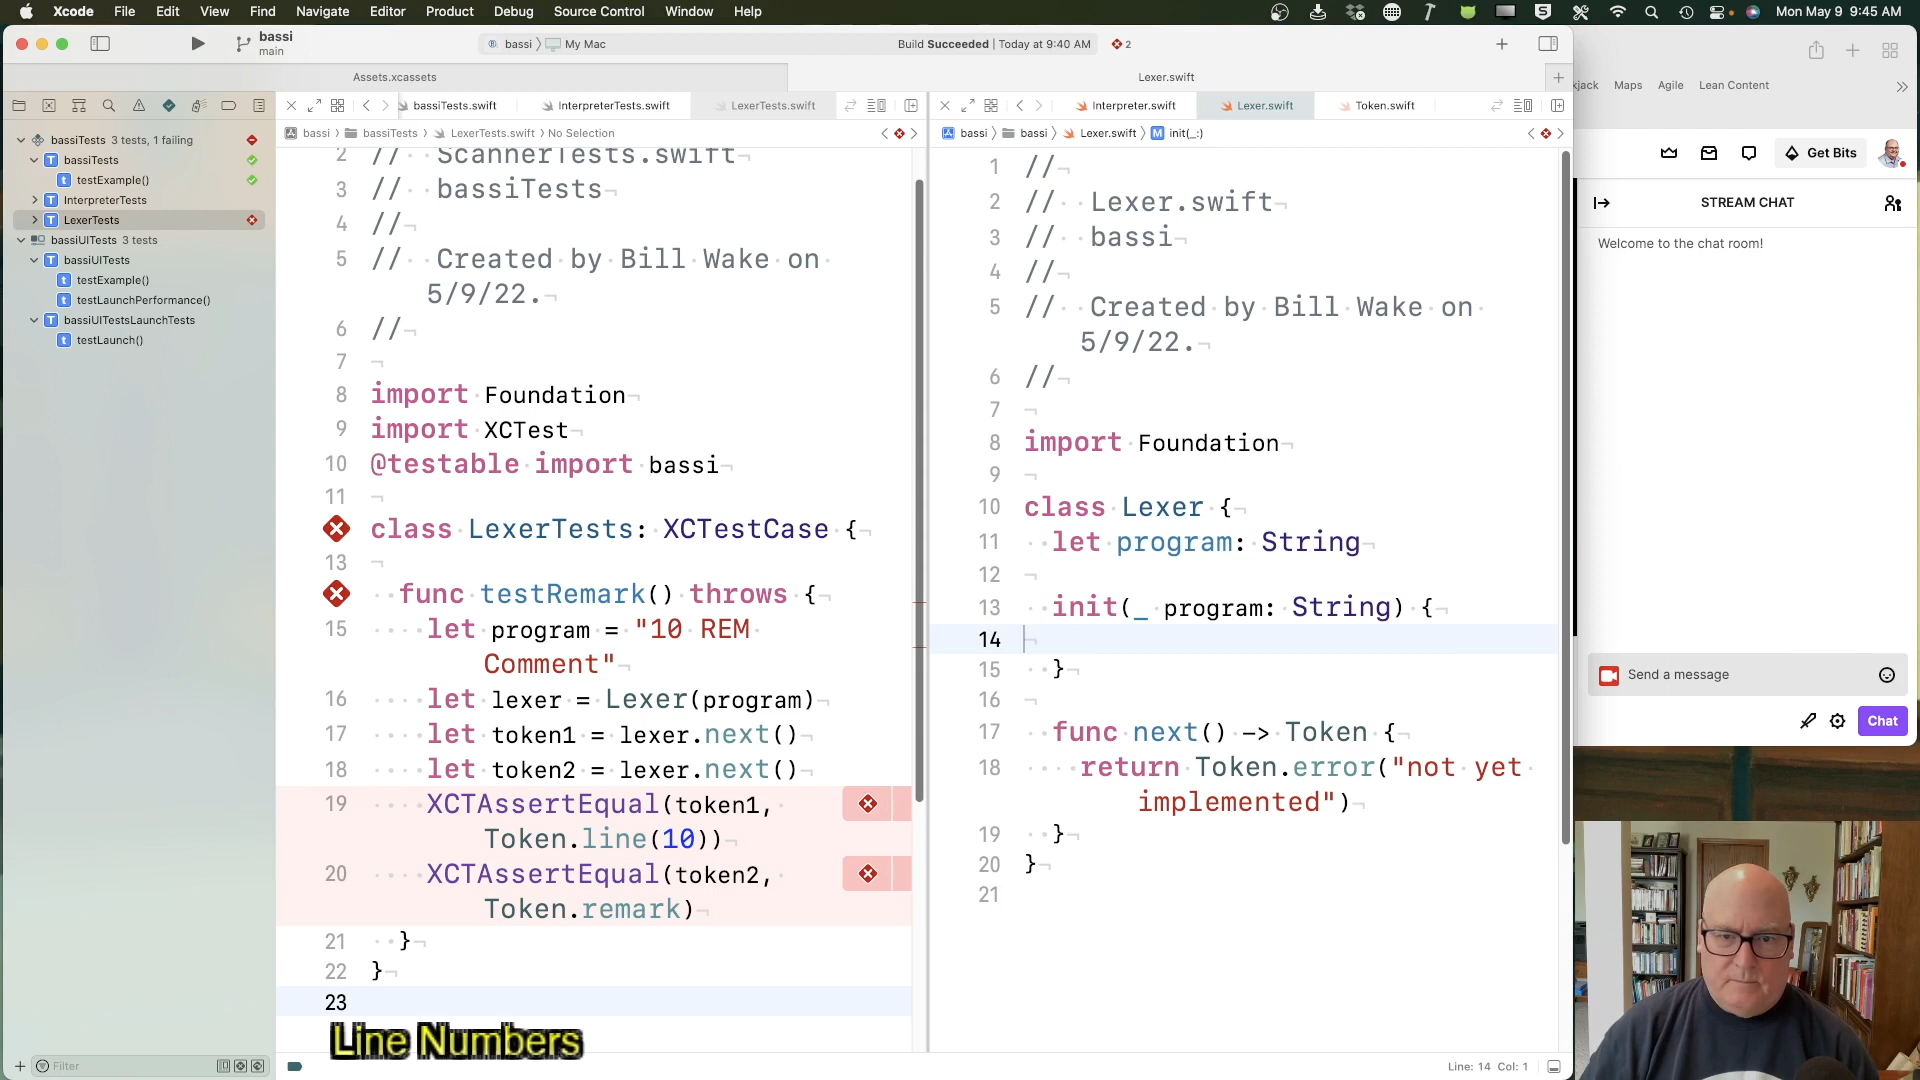 Xcode File Edit View Find Navigate Editor Product Debug Source Control Window Help Mon May 9 9:45 AM
bassi
main
bassi My Mac
Build Succeeded | Today at 9:40 AM 2
Assets.xcassets
Lexer.swift
bassiTests.swift InterpreterTests.swift LexerTests.swift
bassi bassiTests LexerTests.swift No Selection
bassiTests 3 tests, 1 failing
bassiTests
testExample()
InterpreterTests
LexerTests
bassiUITests 3 tests
bassiUITests
testExample()
testLaunchPerformance()
bassiUITestsLaunchTests
testLaunch()
Filter
2 // ScannerTests.swift
3 // bassiTests
4 //
5 // Created by Bill Wake on
5/9/22.
6 //
7
8 import Foundation
9 import XCTest
10 @testable import bassi
11
class LexerTests: XCTestCase {
13
func testRemark() throws {
15 let program = "10 REM
Comment"
16 let lexer = Lexer(program)
17 let token1 = lexer.next()
18 let token2 = lexer.next()
19 XCTAssertEqual(token1,
Token.line(10))
20 XCTAssertEqual(token2,
Token.remark)
21 }
22 }
23
Line Numbers
Interpreter.swift Lexer.swift Token.swift
bassi bassi Lexer.swift M init(_:)
1 //
2 // Lexer.swift
3 // bassi
4 //
5 // Created by Bill Wake on
5/9/22.
6 //
7
8 import Foundation
9
10 class Lexer {
11 let program: String
12
13 init(_ program: String) {
14
15 }
16
17 func next() -> Token {
18 return Token.error("not yet
implemented")
19 }
20 }
21
Line: 14 Col: 1
kjack Maps Agile Lean Content
Get Bits
STREAM CHAT
Welcome to the chat room!
Send a message
Chat